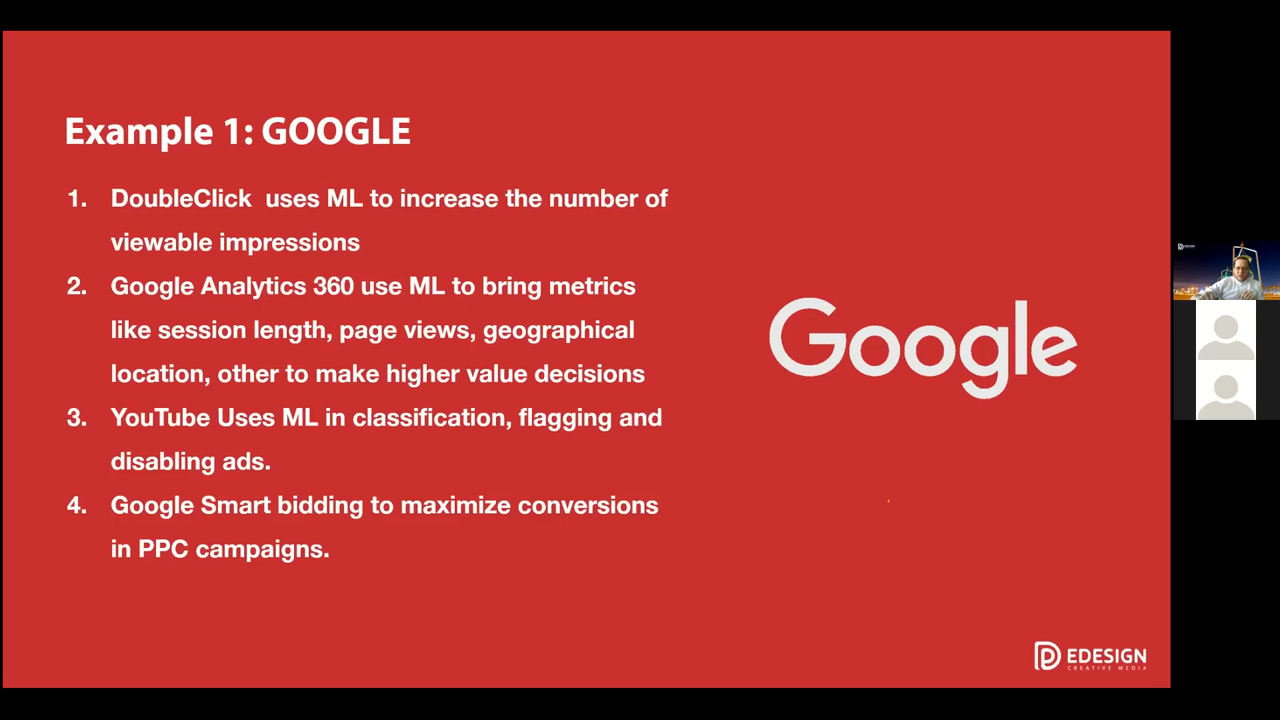 Example 1: GOOGLE
1. DoubleClick  uses ML to increase the number of
viewable impressions
2. Google Analytics 360 use ML to bring metrics
like session length, page views, geographical
location, other to make higher value decisions
3. YouTube Uses ML in classification, flagging and
disabling ads.
4. Google Smart bidding to maximize conversions
in PPC campaigns.
Google
EDESIGN
CREATIVE MEDIA